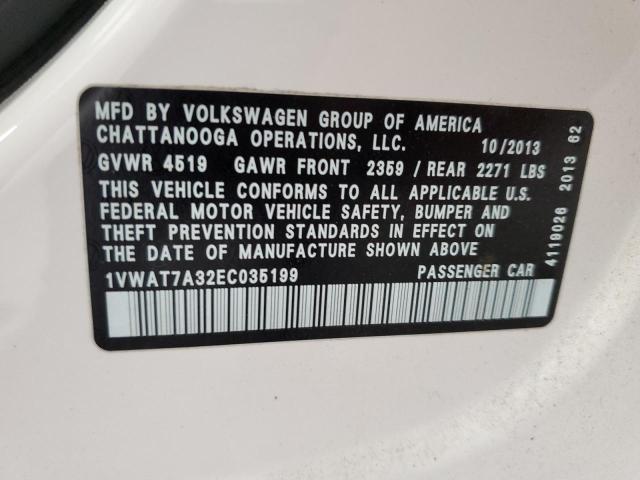 MFD BY VOLKSWAGEN GROUP OF AMERICA
CHATTANOOGA OPERATIONS, LLC. 10/2013
GVWR 4519 GAWR FRONT 2359 / REAR 2271 LBS
THIS VEHICLE CONFORMS TO ALL APPLICABLE U.S.
FEDERAL MOTOR VEHICLE SAFETY, BUMPER AND
THEFT PREVENTION STANDARDS IN EFFECT ON
THE DATE OF MANUFACTURE SHOWN ABOVE
1VWAT7A32EC035199 PASSENGER CAR
4119026 2013 62